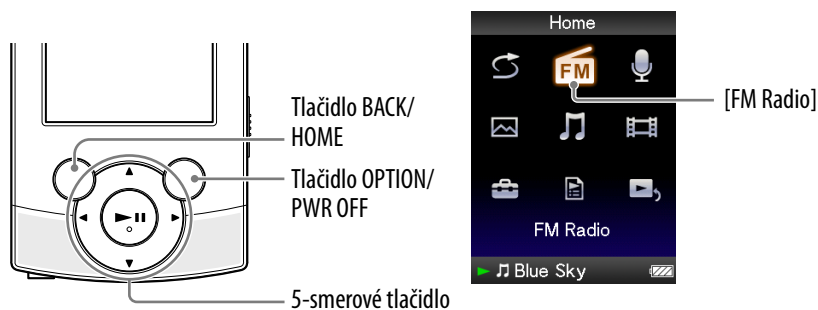 Tlačidlo BACK/
HOME
Tlačidlo OPTION/
PWR OFF
5-smerové tlačidlo
Home
FM
[FM Radio]
FM Radio
Blue Sky